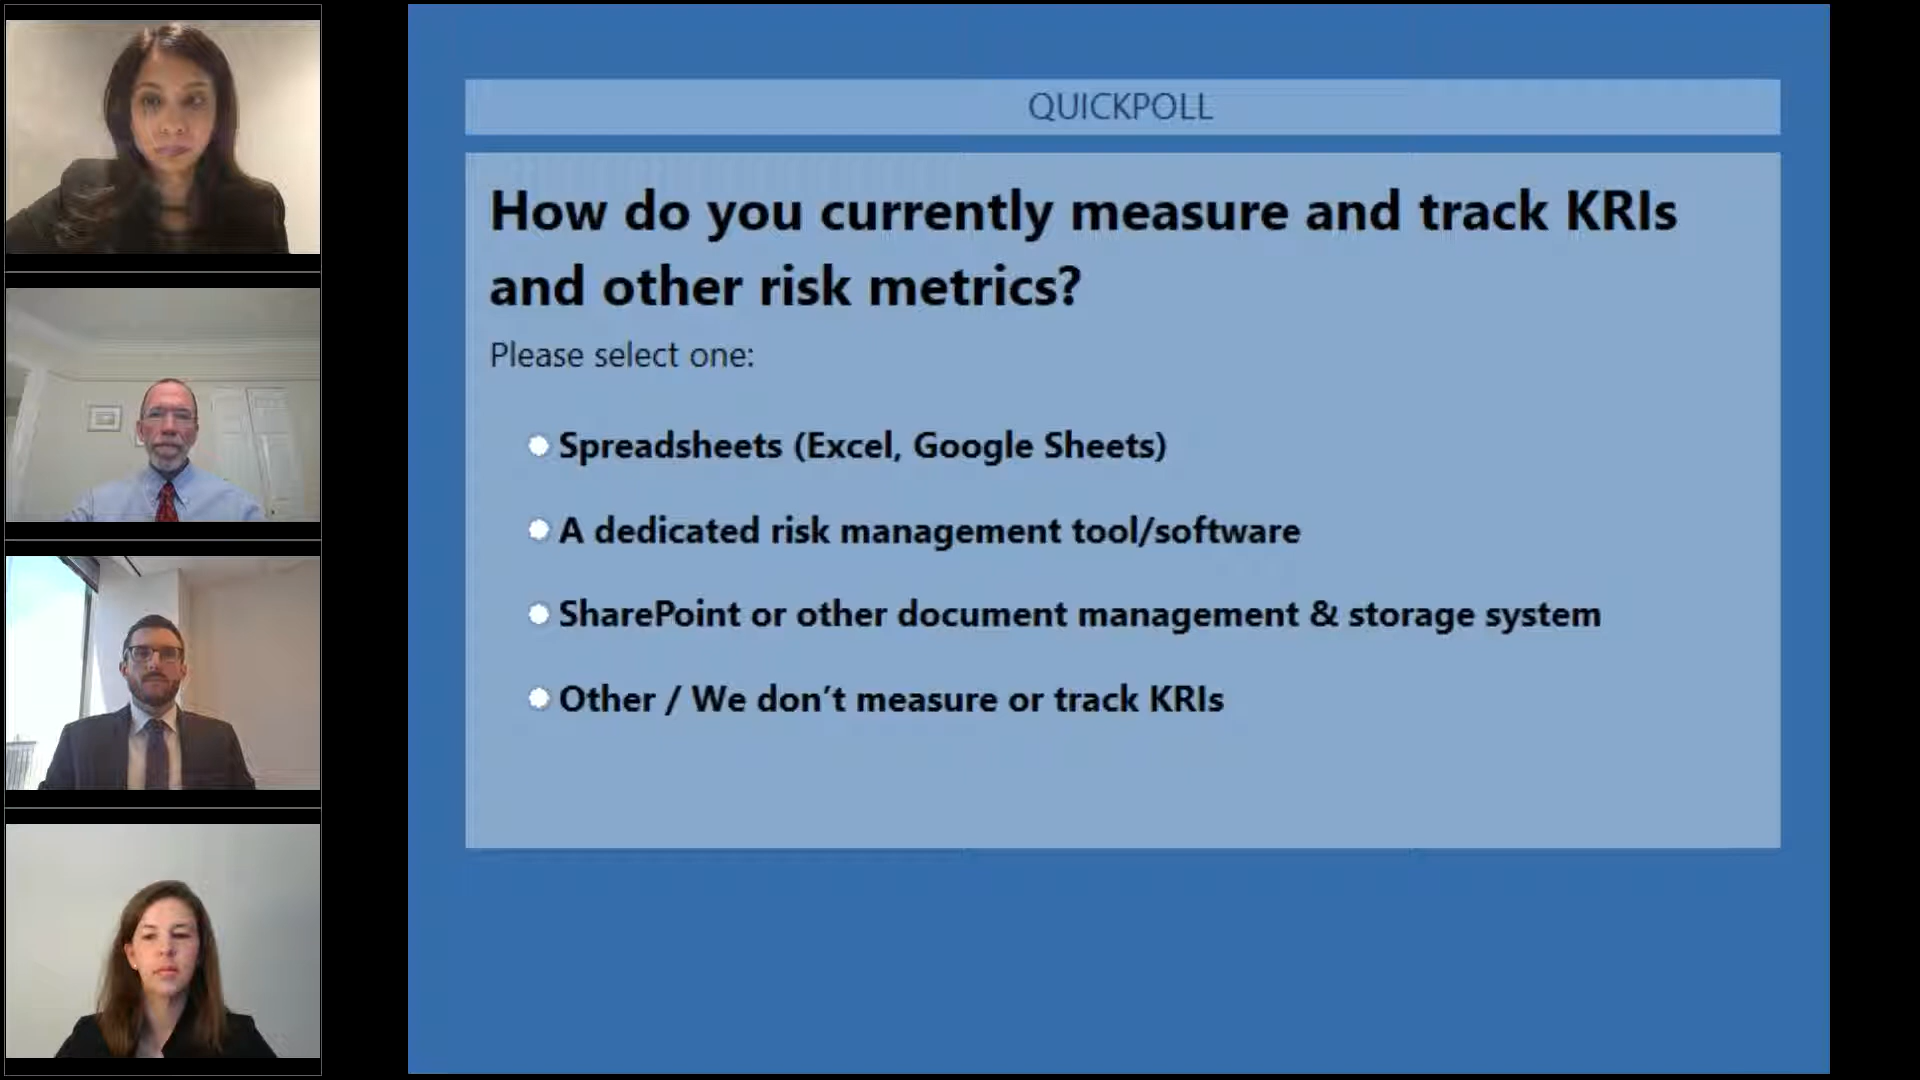 QUICKPOLL
How do you currently measure and track KRIs
and other risk metrics?
Please select one:
Spreadsheets (Excel, Google Sheets)
A dedicated risk management tool/software
SharePoint or other document management & storage system
Other / We don’t measure or track KRIs